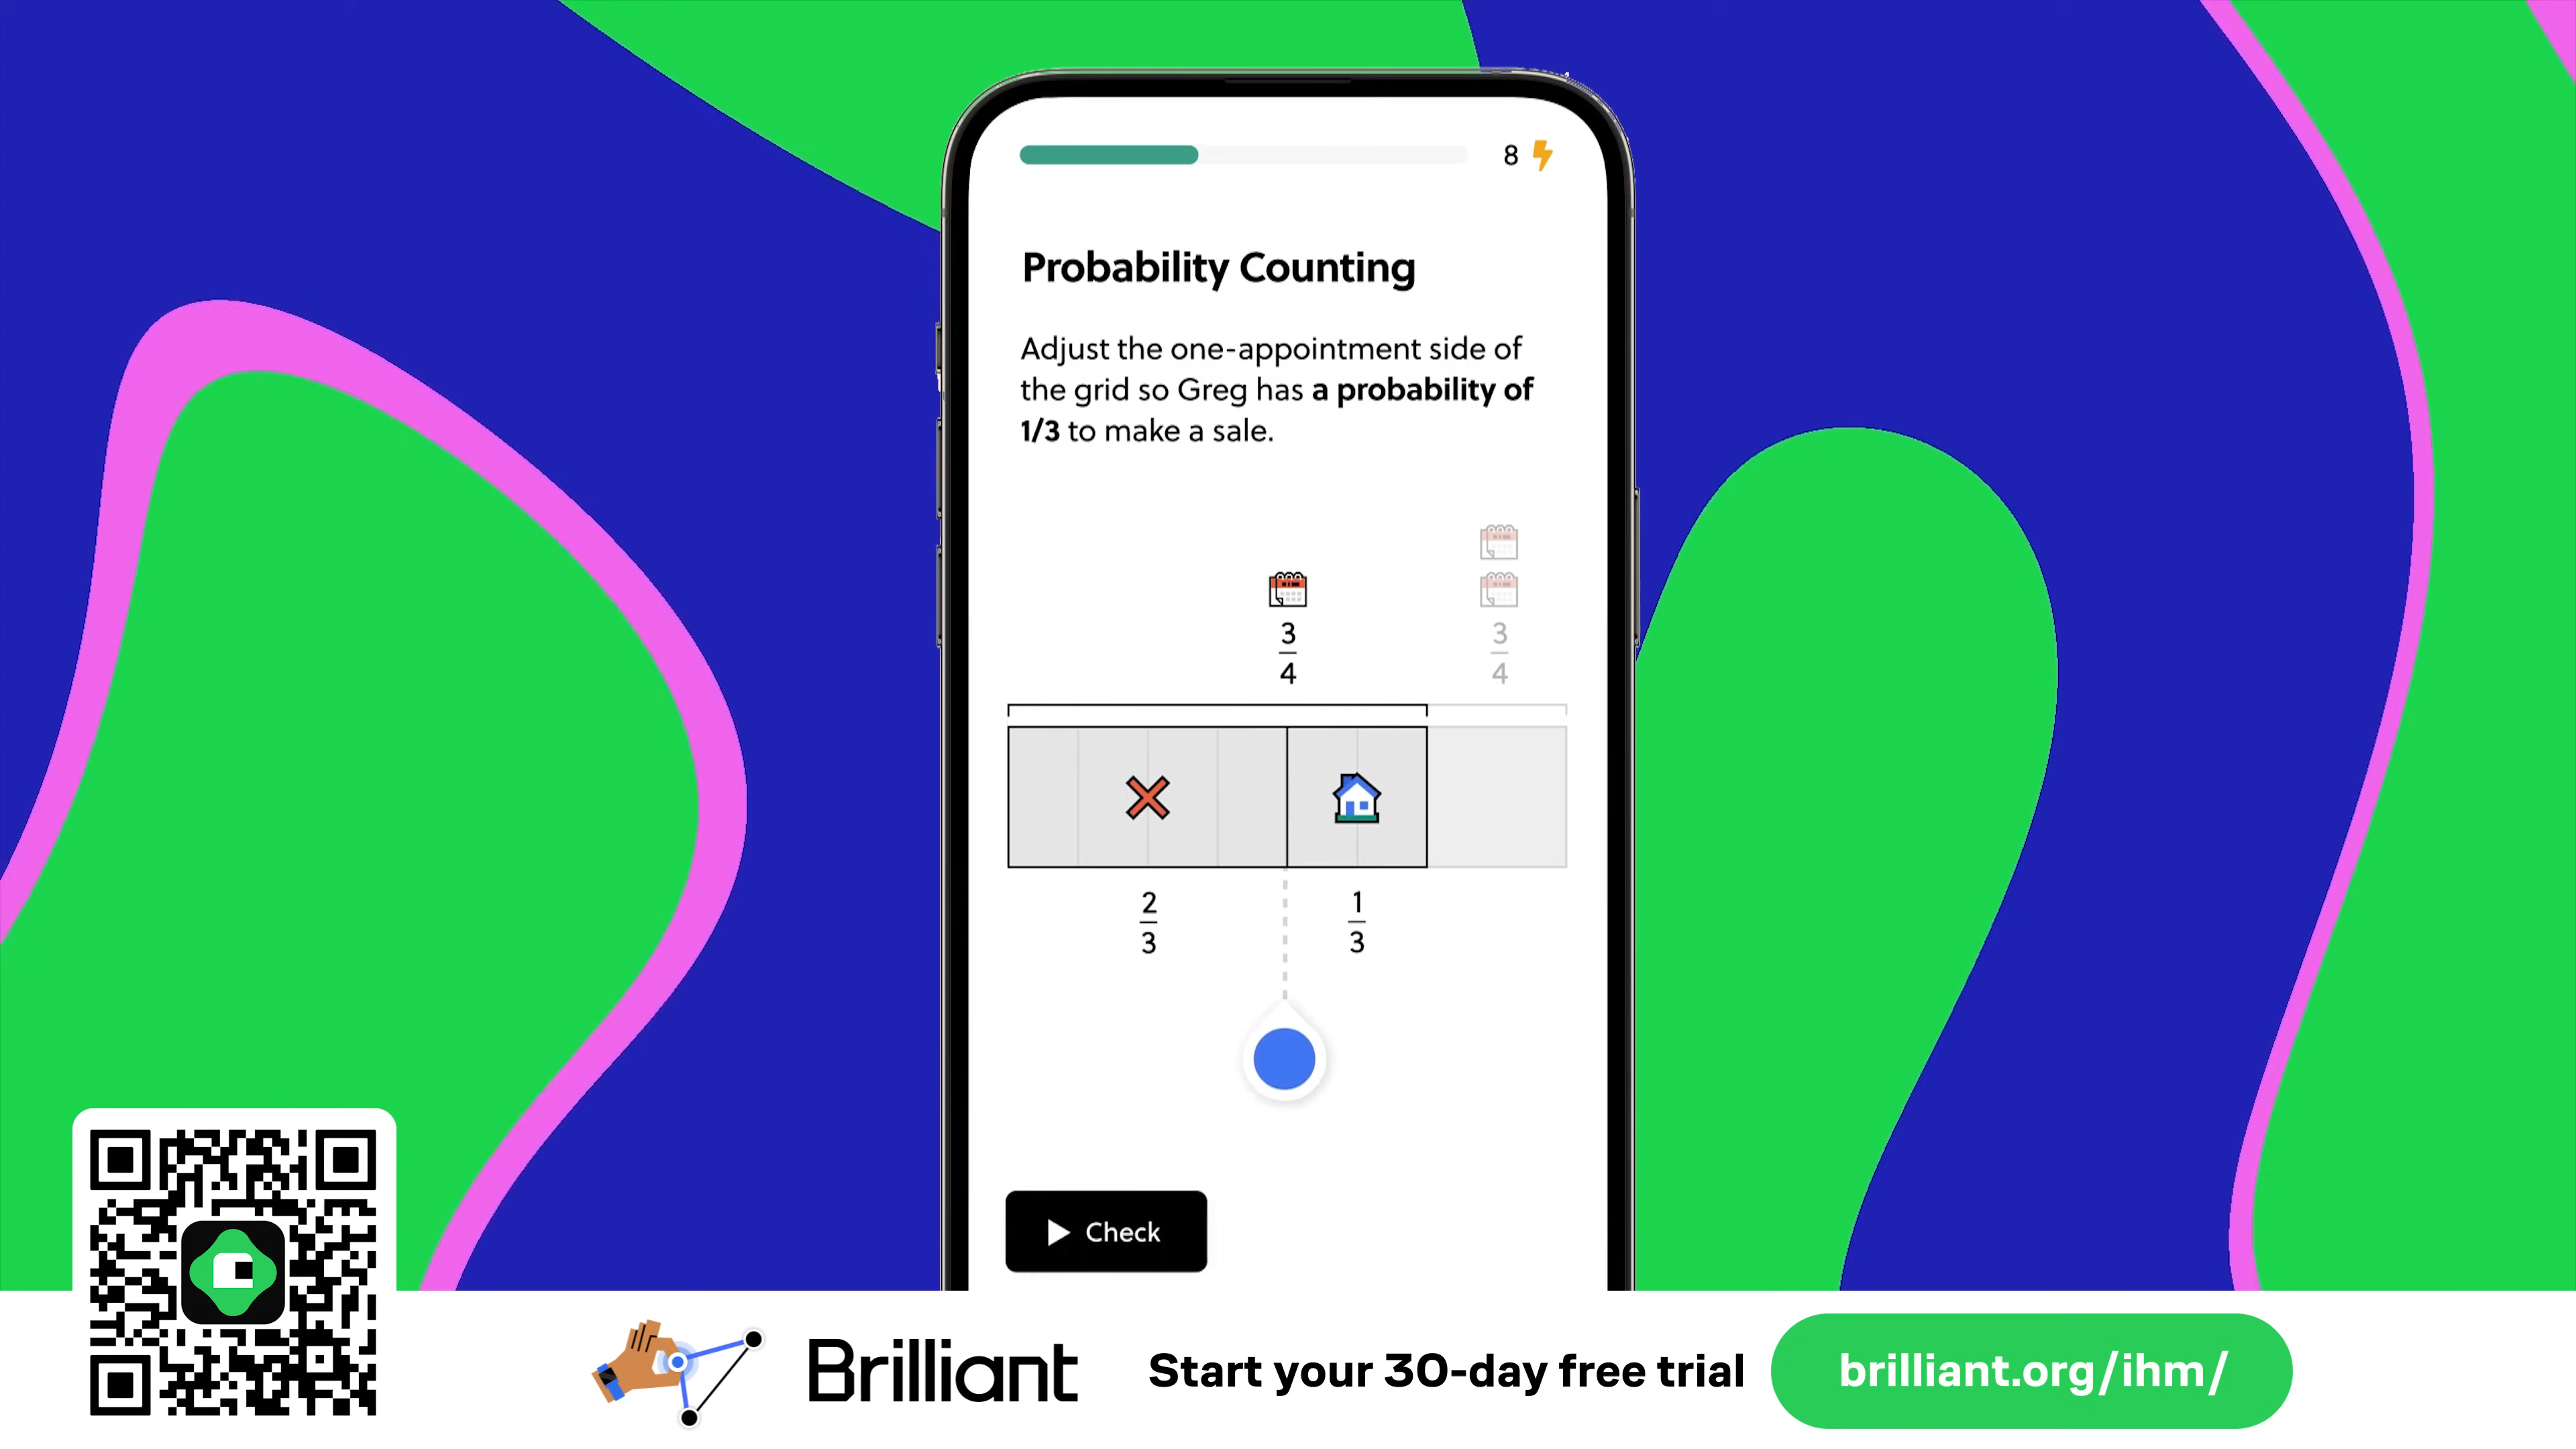 8
Probability Counting
Adjust the one-appointment side of
the grid so Greg has a probability of
1/3 to make a sale.
3
4
3
4
2
3
1
3
Check
Brilliant
Start your 30-day free trial
brilliant.org/ihm/